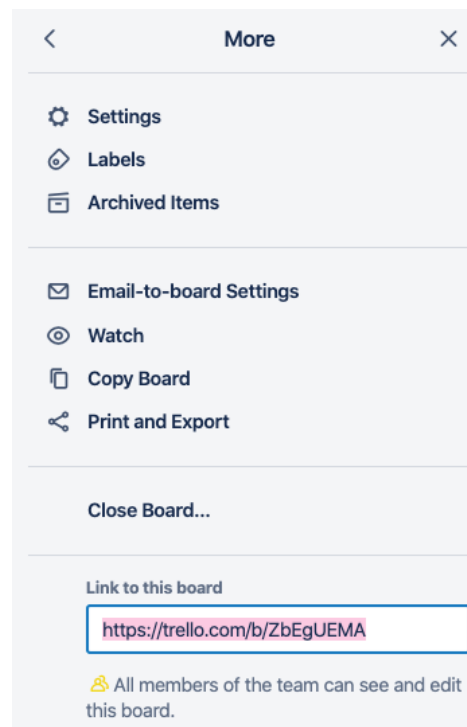 More
Settings
Labels
Archived Items
Email-to-board Settings
Watch
Copy Board
Print and Export
Close Board...
Link to this board
https://trello.com/b/ZbEgUEMA
All members of the team can see and edit
this board.